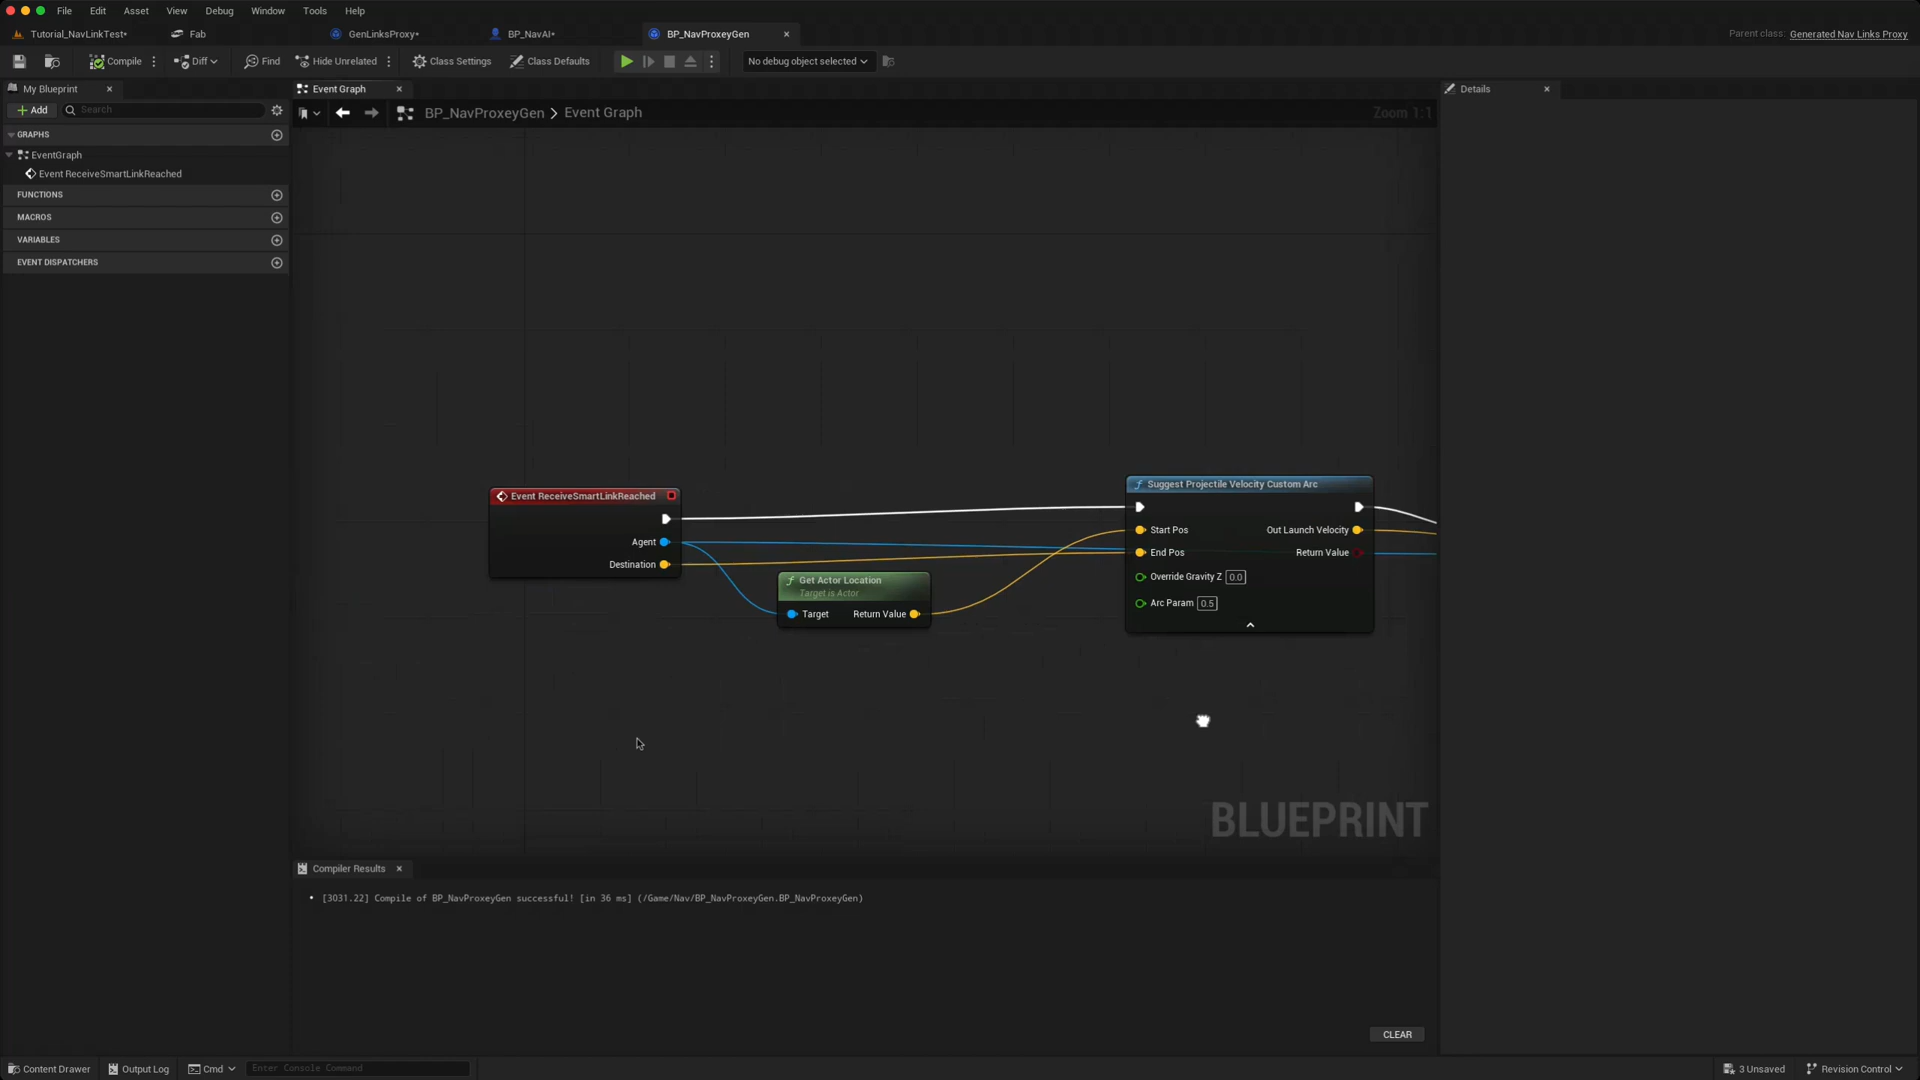 File Edit Asset View Debug Window Tools Help
Tutorial_NavLinkTest* Fab GenLinksProxy* BP_NavAI* BP_NavProxeyGen Parent class: Generated Nav Links Proxy
Compile Diff Find Hide Unrelated Class Settings Class Defaults No debug object selected
My Blueprint Event Graph Details
Add Search BP_NavProxeyGen > Event Graph Zoom 1:1
GRAPHS
EventGraph
Event ReceiveSmartLinkReached
FUNCTIONS
MACROS
VARIABLES
EVENT DISPATCHERS
Event ReceiveSmartLinkReached
Agent
Destination
Get Actor Location
Target is Actor
Target Return Value
Suggest Projectile Velocity Custom Arc
Start Pos Out Launch Velocity
End Pos Return Value
Override Gravity Z 0.0
Arc Param 0.5
BLUEPRINT
Compiler Results
• [3031.22] Compile of BP_NavProxeyGen successful! [in 36 ms] (/Game/Nav/BP_NavProxeyGen.BP_NavProxeyGen)
CLEAR
Content Drawer Output Log Cmd Enter Console Command 3 Unsaved Revision Control